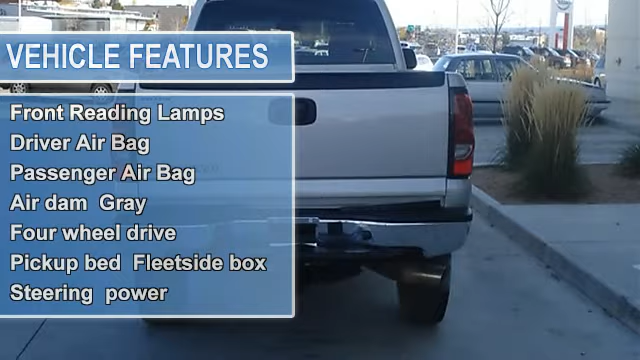 VEHICLE FEATURES
Front Reading Lamps
Driver Air Bag
Passenger Air Bag
Air dam  Gray
Four wheel drive
Pickup bed  Fleetside box
Steering  power